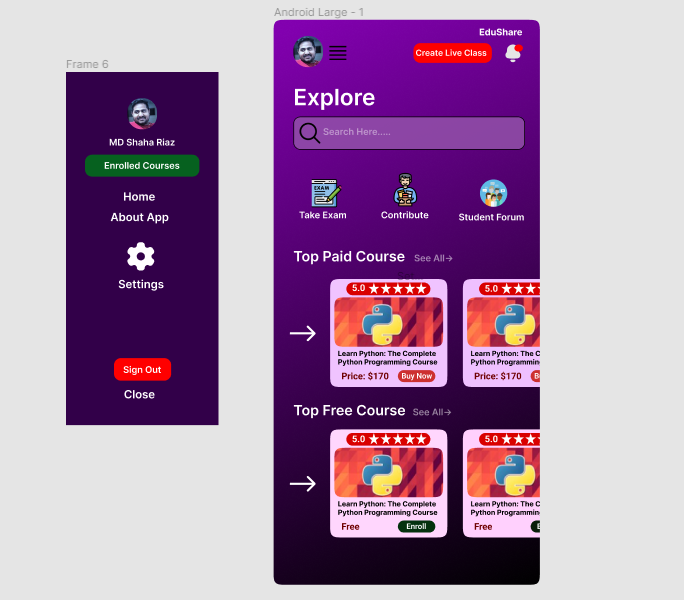 Android Large - 1
Frame 6
MD Shaha Riaz
Enrolled Courses
Home
About App
Settings
Sign Out
Close
EduShare
Create Live Class
Explore
Search Here.....
EXAM
Take Exam
Contribute
Student Forum
Top Paid Course See All→
5.0
Learn Python: The Complete
Python Programming Course
Price: $170 Buy Now
5.0
Learn Python: The C
Python Programming
Price: $170 B
Top Free Course See All→
5.0
Learn Python: The Complete
Python Programming Course
Free Enroll
5.0
Learn Python: The C
Python Programming
Free E